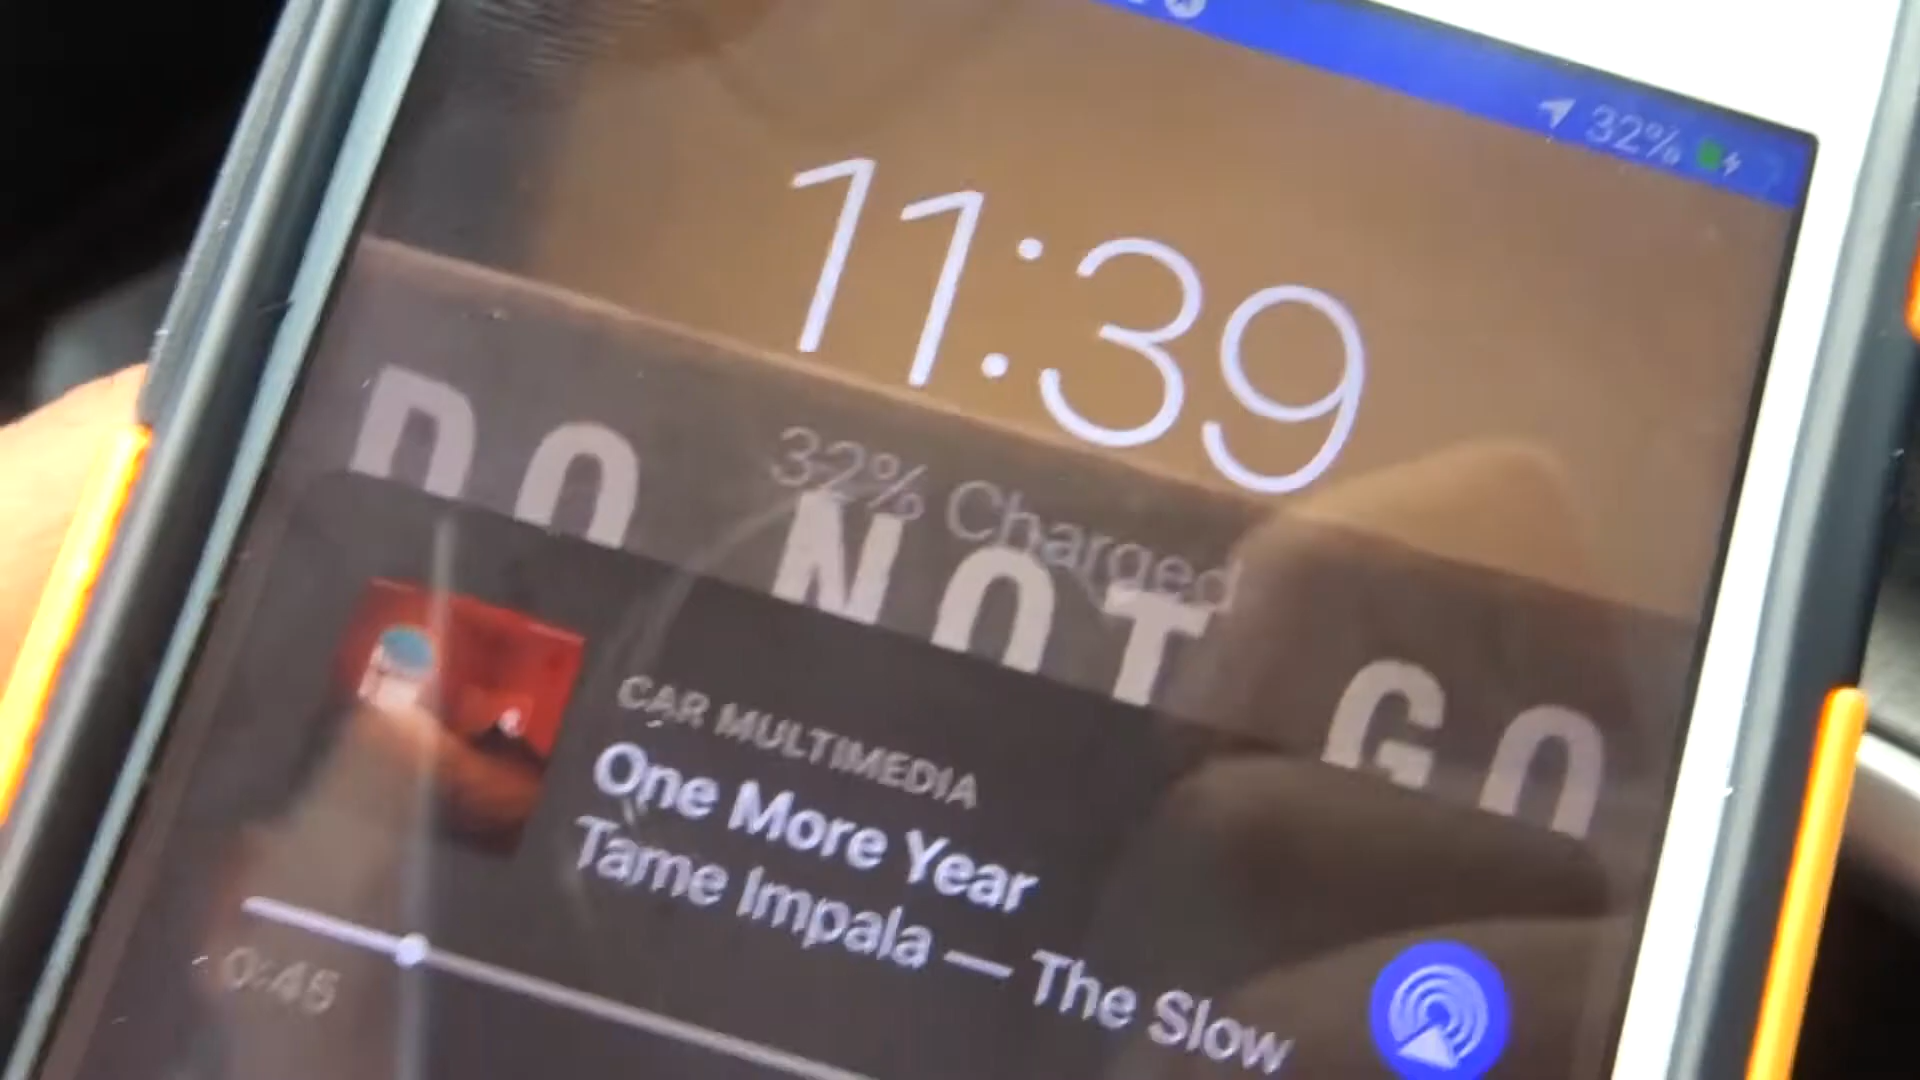 32%
11:39
32% Charged
DO NOT GO
CAR MULTIMEDIA
One More Year
Tame Impala — The Slow
0:45